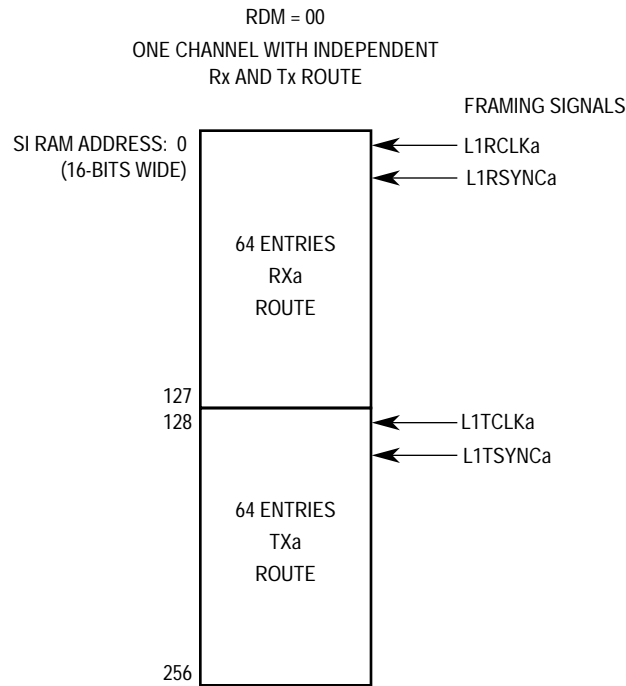 RDM = 00
ONE CHANNEL WITH INDEPENDENT
Rx AND Tx ROUTE
FRAMING SIGNALS
SI RAM ADDRESS: 0
(16-BITS WIDE)
L1RCLKa
L1RSYNCa
64 ENTRIES
RXa
ROUTE
127
128
L1TCLKa
L1TSYNCa
64 ENTRIES
TXa
ROUTE
256